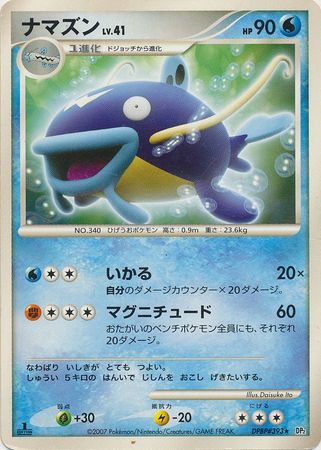 ナマズン LV.41 HP 90
1進化 ドジョッチから進化
NO.340 ひげうおポケモン 高さ：0.9m 重さ：23.6kg
いかる 20×
自分のダメージカウンター×20ダメージ。
マグニチュード 60
おたがいのベンチポケモン全員にも、それぞれ
20ダメージ。
Illus.Daisuke Ito
なわばり いしきが とても つよい。
しゅうい 5キロの はんいで じしんを おこし げきたいする。
弱点 抵抗力 にげる
+30 -20
1 EDITION ©2007 Pokémon/Nintendo/Creatures/GAME FREAK. DPBP#393★ DP2